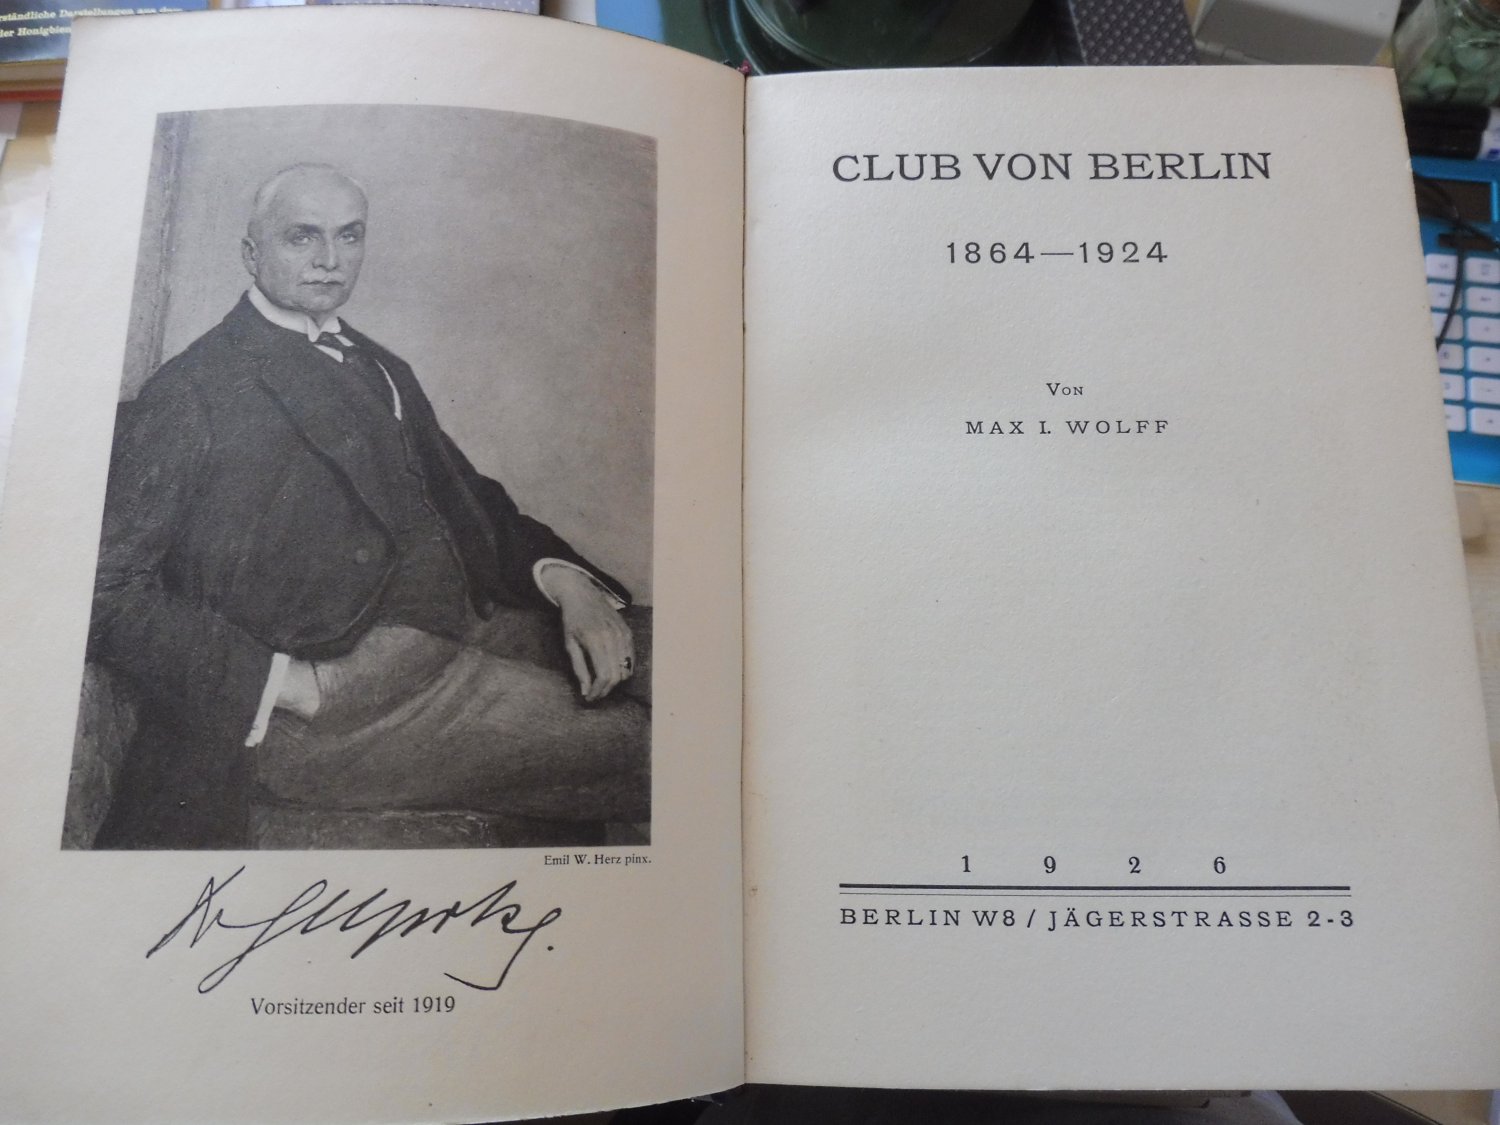 rständliche Darstellungen aus dem
der Honigbien
Emil W. Herz pinx.
Vorsitzender seit 1919
CLUB VON BERLIN
1864—1924
VON
MAX I. WOLFF
1 9 2 6
BERLIN W8 / JÄGERSTRASSE 2-3